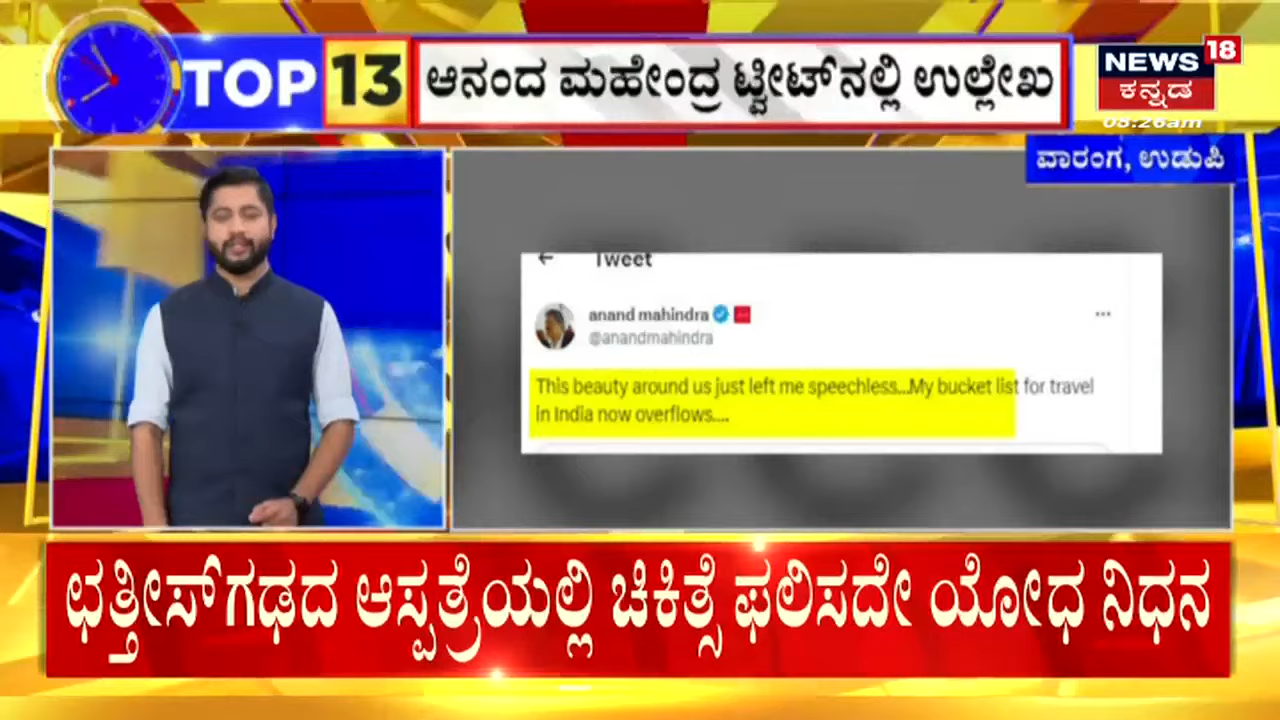 TOP 13 ಆನಂದ ಮಹೇಂದ್ರ ಟ್ವೀಟ್‌ನಲ್ಲಿ ಉಲ್ಲೇಖ
NEWS 18
ಕನ್ನಡ
08:26am
ವಾರಂಗ, ಉಡುಪಿ
← Tweet
anand mahindra
@anandmahindra
This beauty around us just left me speechless...My bucket list for travel
in India now overflows....
ಛತ್ತೀಸ್‌ಗಢದ ಆಸ್ಪತ್ರೆಯಲ್ಲಿ ಚಿಕಿತ್ಸೆ ಫಲಿಸದೇ ಯೋಧ ನಿಧನ